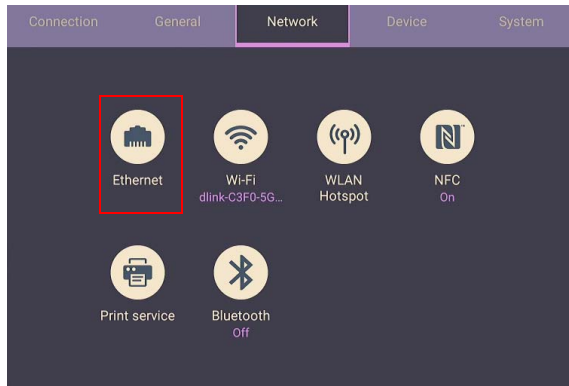 Connection General Network Device System
Ethernet Wi-Fi WLAN NFC
dlink-C3F0-5G... Hotspot On
Print service Bluetooth
Off